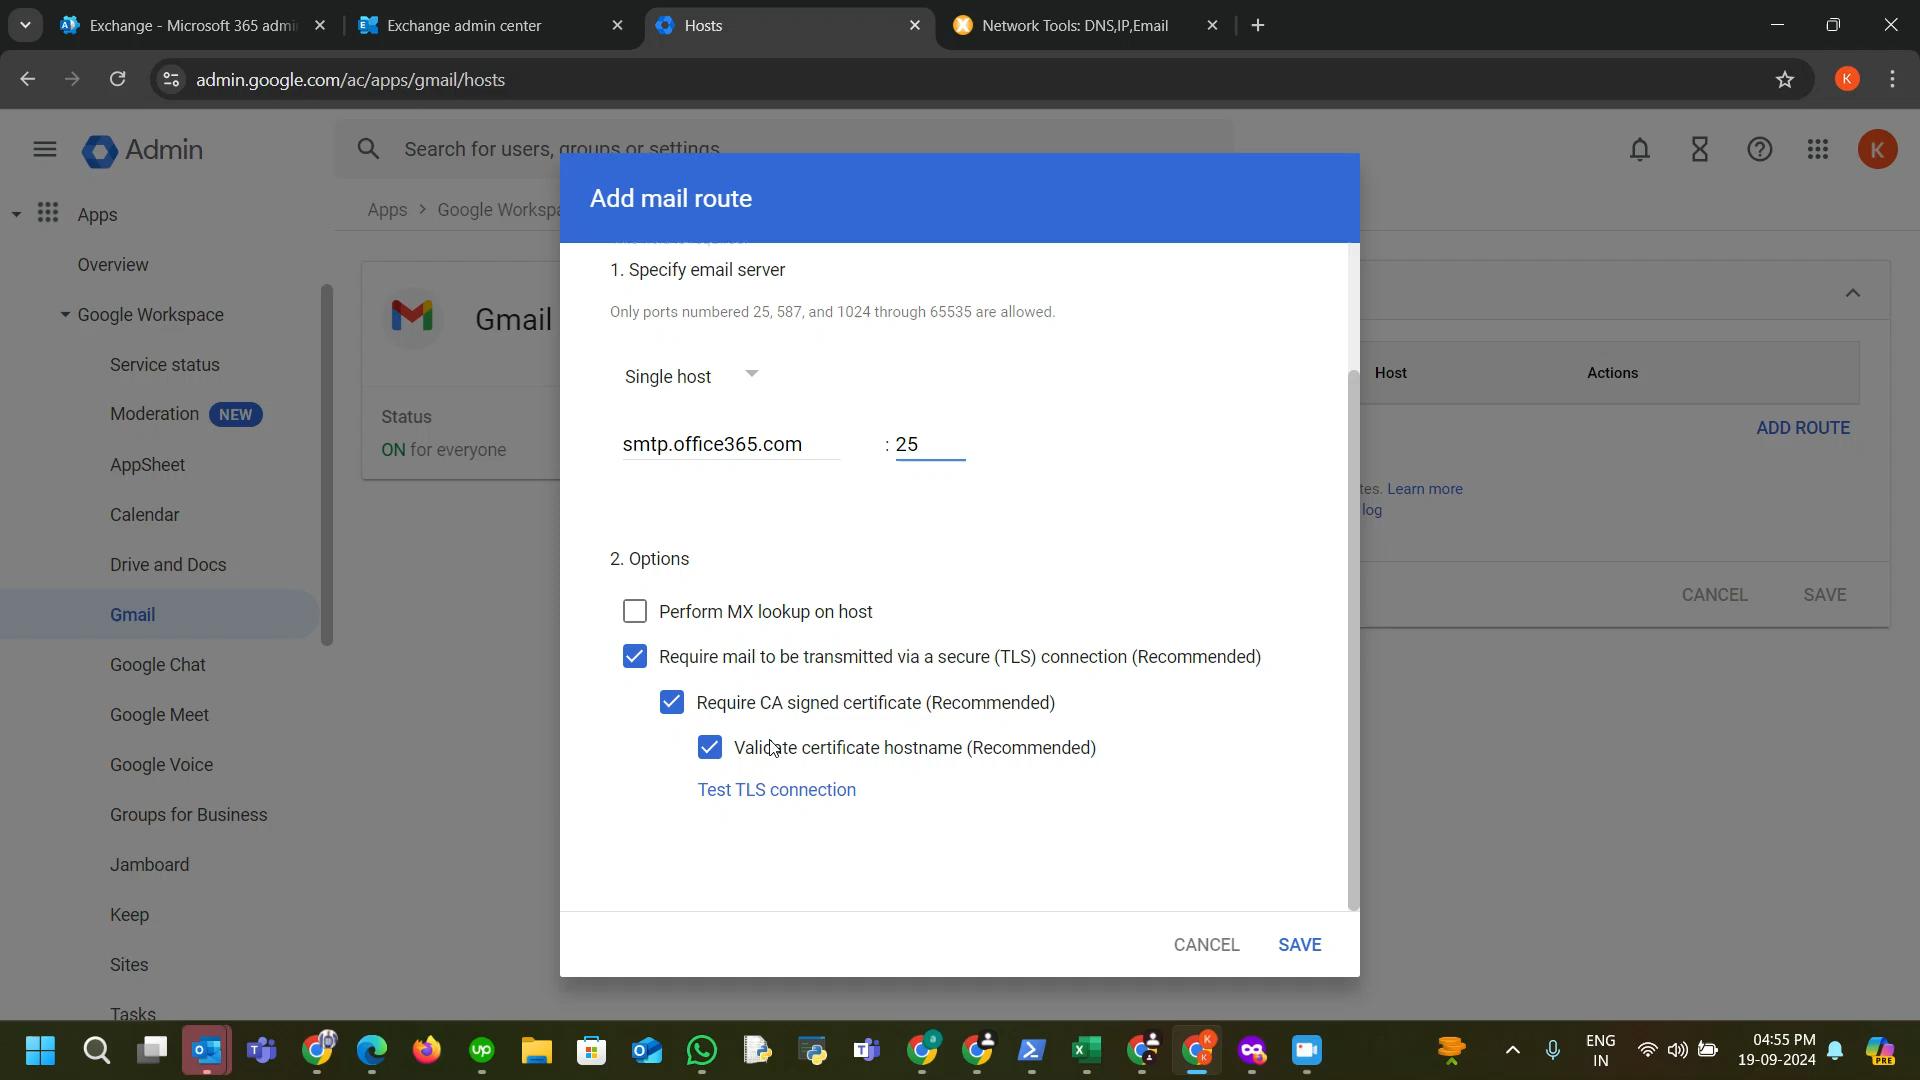 Exchange - Microsoft 365 admi
Exchange admin center
Hosts
Network Tools: DNS,IP,Email
admin.google.com/ac/apps/gmail/hosts
K
Admin
Search for users, groups or settings
K
Apps
Overview
Google Workspace
Service status
Moderation NEW
AppSheet
Calendar
Drive and Docs
Gmail
Google Chat
Google Meet
Google Voice
Groups for Business
Jamboard
Keep
Sites
Tasks
Apps > Google Workspa
Gmail
Status
ON for everyone
Add mail route
1. Specify email server
Only ports numbered 25, 587, and 1024 through 65535 are allowed.
Single host
smtp.office365.com : 25
2. Options
Perform MX lookup on host
Require mail to be transmitted via a secure (TLS) connection (Recommended)
Require CA signed certificate (Recommended)
Validate certificate hostname (Recommended)
Test TLS connection
CANCEL SAVE
Host Actions
ADD ROUTE
tes. Learn more
log
CANCEL SAVE
ENG
IN
04:55 PM
19-09-2024
PRE